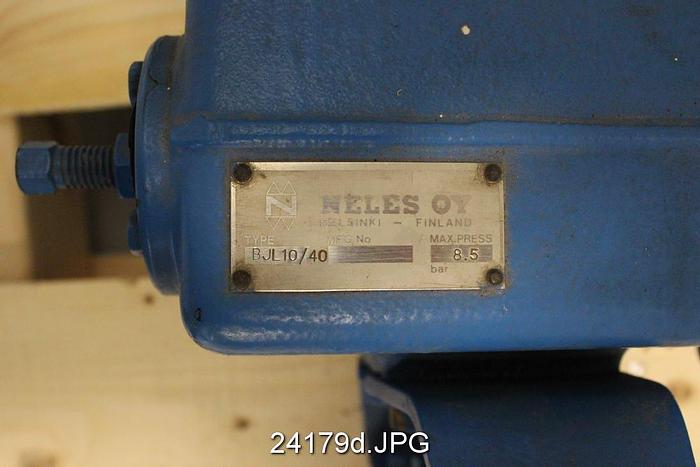 N NELES OY
HELSINKI - FINLAND
TYPE MFG. No MAX.PRESS
BJL10/40 8.5
bar
24179d.JPG